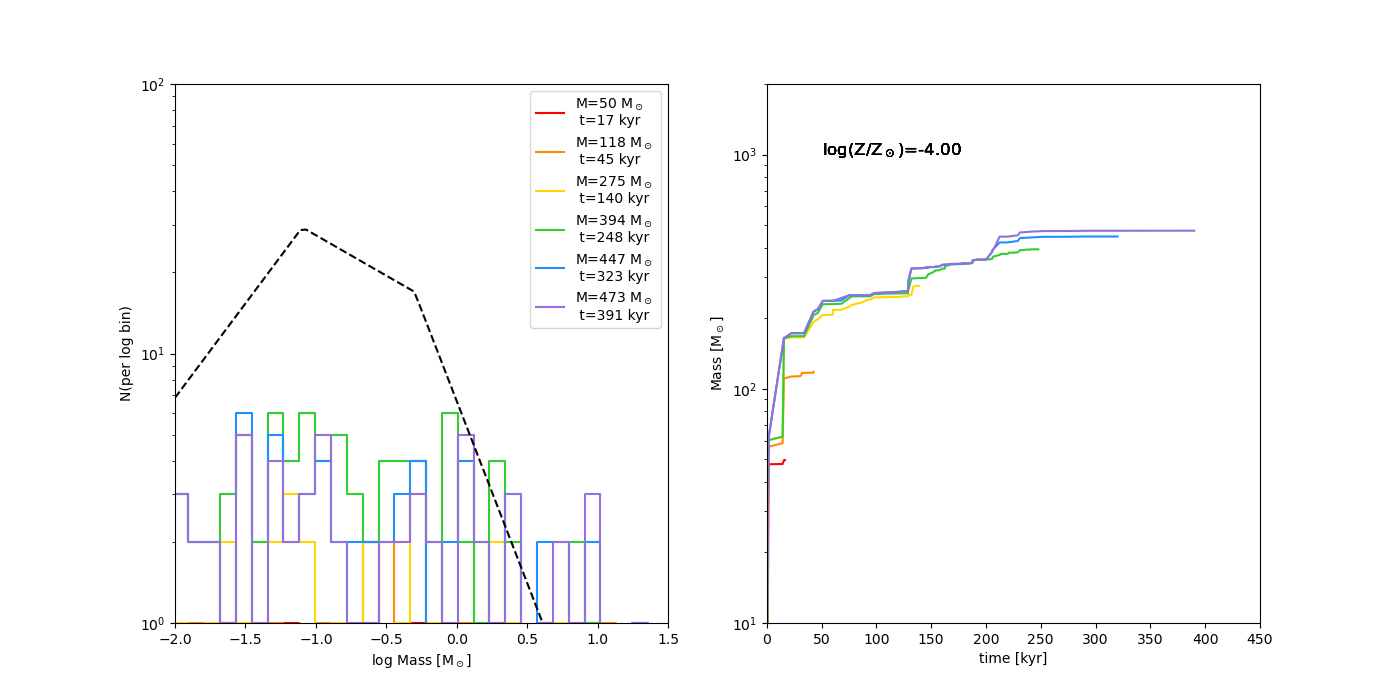 10²
10¹
10⁰
N(per log bin)
−2.0 −1.5 −1.0 −0.5 0.0 0.5 1.0 1.5
log Mass [M⊙]
M=50 M⊙
t=17 kyr
M=118 M⊙
t=45 kyr
M=275 M⊙
t=140 kyr
M=394 M⊙
t=248 kyr
M=447 M⊙
t=323 kyr
M=473 M⊙
t=391 kyr
10³
10²
10¹
Mass [M⊙]
log(Z/Z⊙)=-4.00
0 50 100 150 200 250 300 350 400 450
time [kyr]